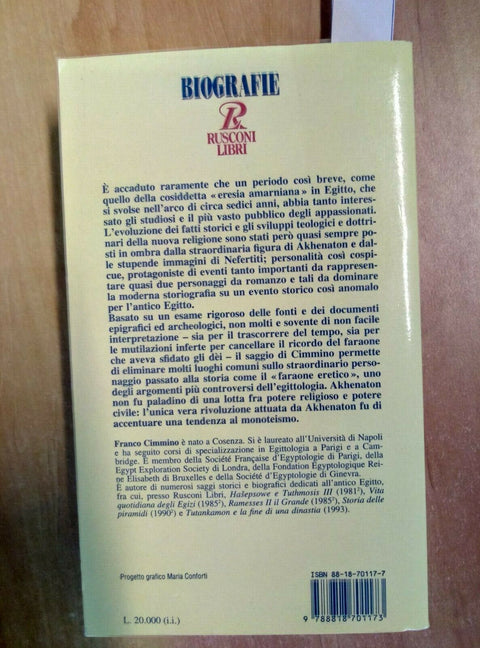 BIOGRAFIE
R
RUSCONI
LIBRI
È accaduto raramente che un periodo così breve, come
quello della cosiddetta «eresia amarniana» in Egitto, che
si svolse nell'arco di circa sedici anni, abbia tanto interes-
sato gli studiosi e il più vasto pubblico degli appassionati.
L'evoluzione dei fatti storici e gli sviluppi teologici e dottri-
nari della nuova religione sono stati però quasi sempre po-
sti in ombra dalla straordinaria figura di Akhenaton e dal-
le stupende immagini di Nefertiti; personalità così cospi-
cue, protagoniste di eventi tanto importanti da rappresen-
tare quasi due personaggi da romanzo e tali da dominare
la moderna storiografia su un evento storico così anomalo
per l'antico Egitto.
Basato su un esame rigoroso delle fonti e dei documenti
epigrafici ed archeologici, non molti e sovente di non facile
interpretazione – sia per il trascorrere del tempo, sia per
le mutilazioni inferte per cancellare il ricordo del faraone
che aveva sfidato gli dèi – il saggio di Cimmino permette
di eliminare molti luoghi comuni sullo straordinario perso-
naggio passato alla storia come il «faraone eretico», uno
degli argomenti più controversi dell'egittologia. Akhenaton
non fu paladino di una lotta fra potere religioso e potere
civile: l'unica vera rivoluzione attuata da Akhenaton fu di
accentuare una tendenza al monoteismo.
Franco Cimmino è nato a Cosenza. Si è laureato all'Università di Napoli
e ha seguito corsi di specializzazione in Egittologia a Parigi e a Cam-
bridge. È membro della Société Française d'Egyptologie di Parigi, della
Egypt Exploration Society di Londra, della Fondation Égyptologique Rei-
ne Elisabeth di Bruxelles e della Société d'Egyptologie di Ginevra.
È autore di numerosi saggi storici e biografici dedicati all'antico Egitto,
fra cui, presso Rusconi Libri, Hatepsowe e Tuthmosis III (1981²), Vita
quotidiana degli Egizi (1985²), Ramesses II il Grande (1985²), Storia delle
piramidi (1990²) e Tutankamon e la fine di una dinastia (1993).
Progetto grafico Maria Conforti
ISBN 88-18-70117-7
L. 20.000 (i.i.)
9 788818 701173